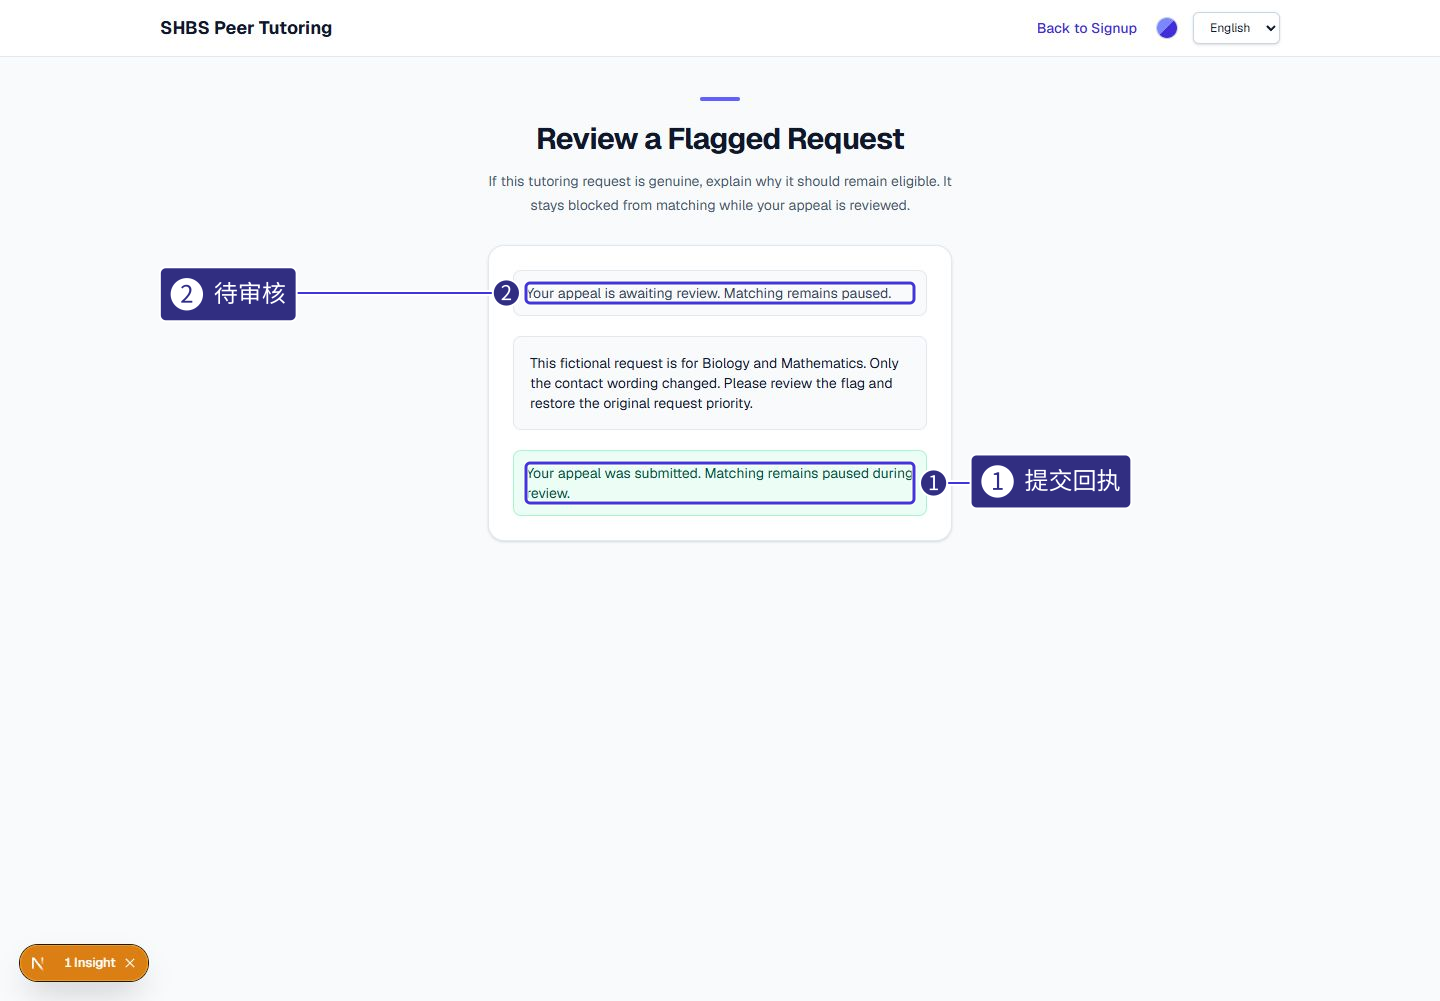 SHBS Peer Tutoring
Back to Signup
English
Review a Flagged Request
If this tutoring request is genuine, explain why it should remain eligible. It
stays blocked from matching while your appeal is reviewed.
2 待审核
2
Your appeal is awaiting review. Matching remains paused.
This fictional request is for Biology and Mathematics. Only
the contact wording changed. Please review the flag and
restore the original request priority.
Your appeal was submitted. Matching remains paused during
review.
1
1 提交回执
N 1 Insight ×